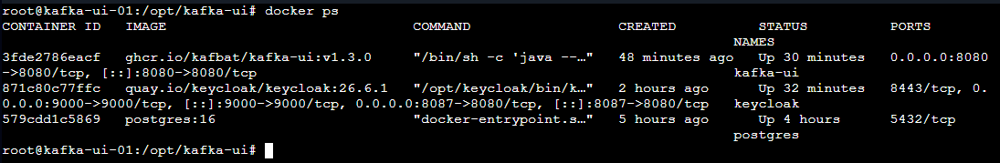 root@kafka-ui-01:/opt/kafka-ui# docker ps
CONTAINER ID   IMAGE                              COMMAND                  CREATED          STATUS          PORTS
                                                                                          NAMES
3fde2786eacf   ghcr.io/kafbat/kafka-ui:v1.3.0     "/bin/sh -c 'java --…"   48 minutes ago   Up 30 minutes   0.0.0.0:8080
->8080/tcp, [::]:8080->8080/tcp                                                           kafka-ui
871c80c77ffc   quay.io/keycloak/keycloak:26.6.1   "/opt/keycloak/bin/k…"   2 hours ago      Up 32 minutes   8443/tcp, 0.
0.0.0:9000->9000/tcp, [::]:9000->9000/tcp, 0.0.0.0:8087->8080/tcp, [::]:8087->8080/tcp    keycloak
579cdd1c5869   postgres:16                        "docker-entrypoint.s…"   5 hours ago      Up 4 hours      5432/tcp
                                                                                          postgres
root@kafka-ui-01:/opt/kafka-ui#